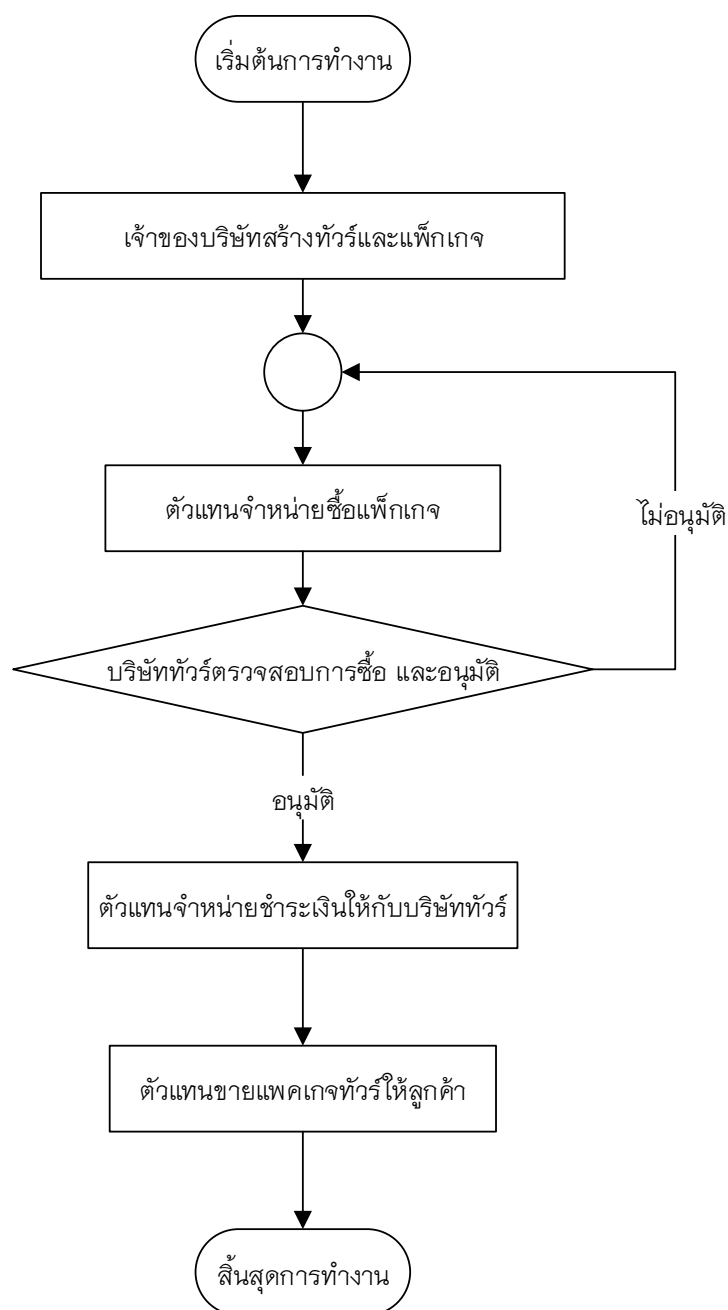 เริ่มต้นการทำงาน
เจ้าของบริษัทสร้างทัวร์และแพ็กเกจ
ตัวแทนจำหน่ายซื้อแพ็กเกจ
ไม่อนุมัติ
บริษัททัวร์ตรวจสอบการซื้อ และอนุมัติ
อนุมัติ
ตัวแทนจำหน่ายชำระเงินให้กับบริษัททัวร์
ตัวแทนขายแพคเกจทัวร์ให้ลูกค้า
สิ้นสุดการทำงาน